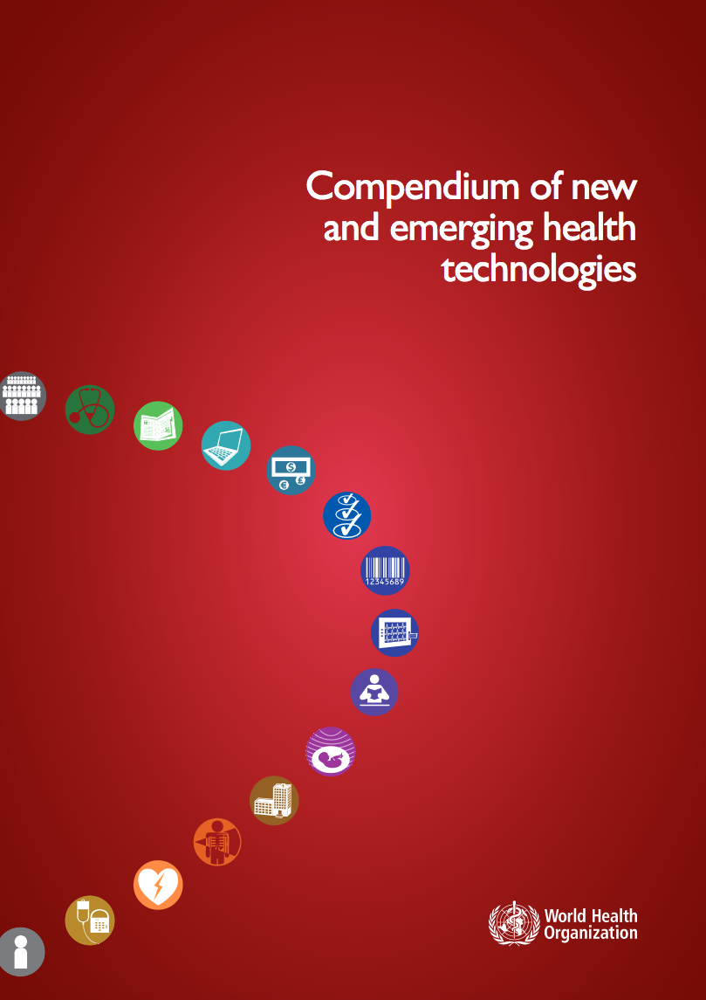 Compendium of new
and emerging health
technologies
$
€ £
12345689
World Health
Organization